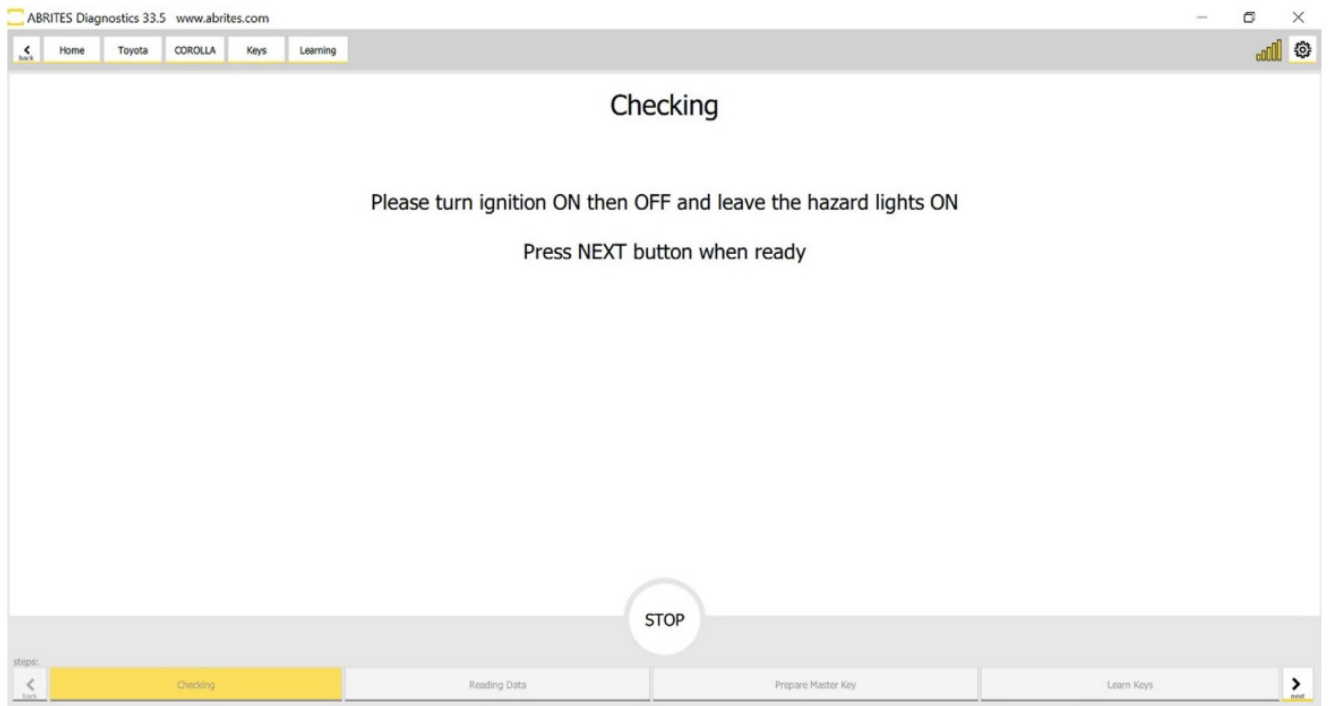 ABRITES Diagnostics 33.5 www.abrites.com
back Home Toyota COROLLA Keys Learning
Checking
Please turn ignition ON then OFF and leave the hazard lights ON
Press NEXT button when ready
STOP
steps:
back Checking Reading Data Prepare Master Key Learn Keys next